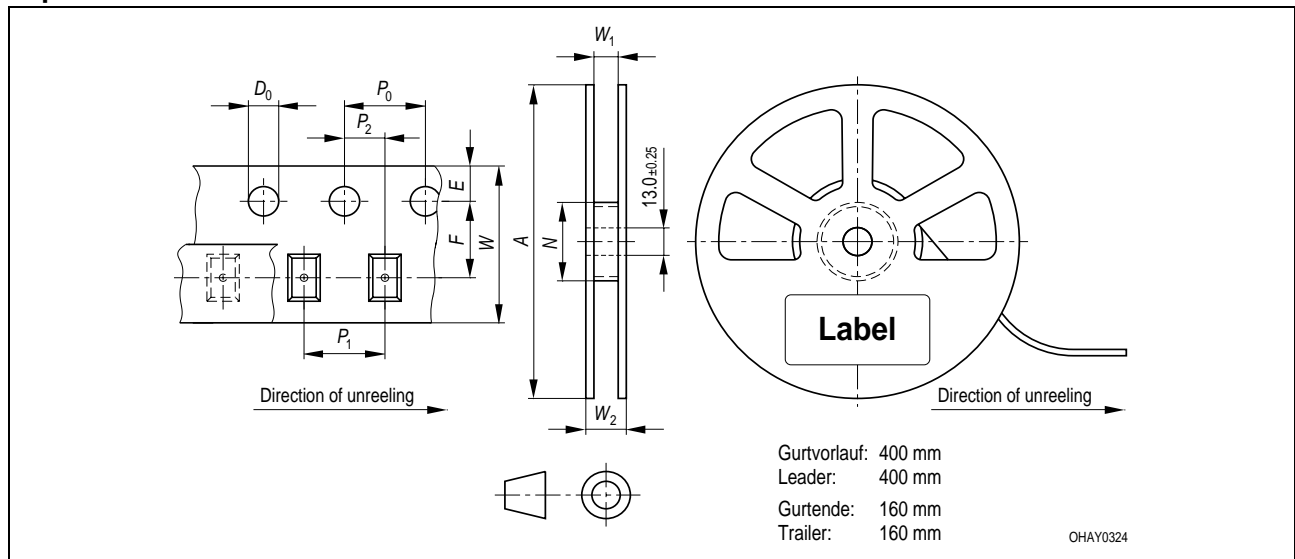 W1
D0
P0
P2
E
F
W
A
N
13.0±0.25
P1
Label
Direction of unreeling
W2
Direction of unreeling
Gurtvorlauf: 400 mm
Leader: 400 mm
Gurtende: 160 mm
Trailer: 160 mm
OHAY0324